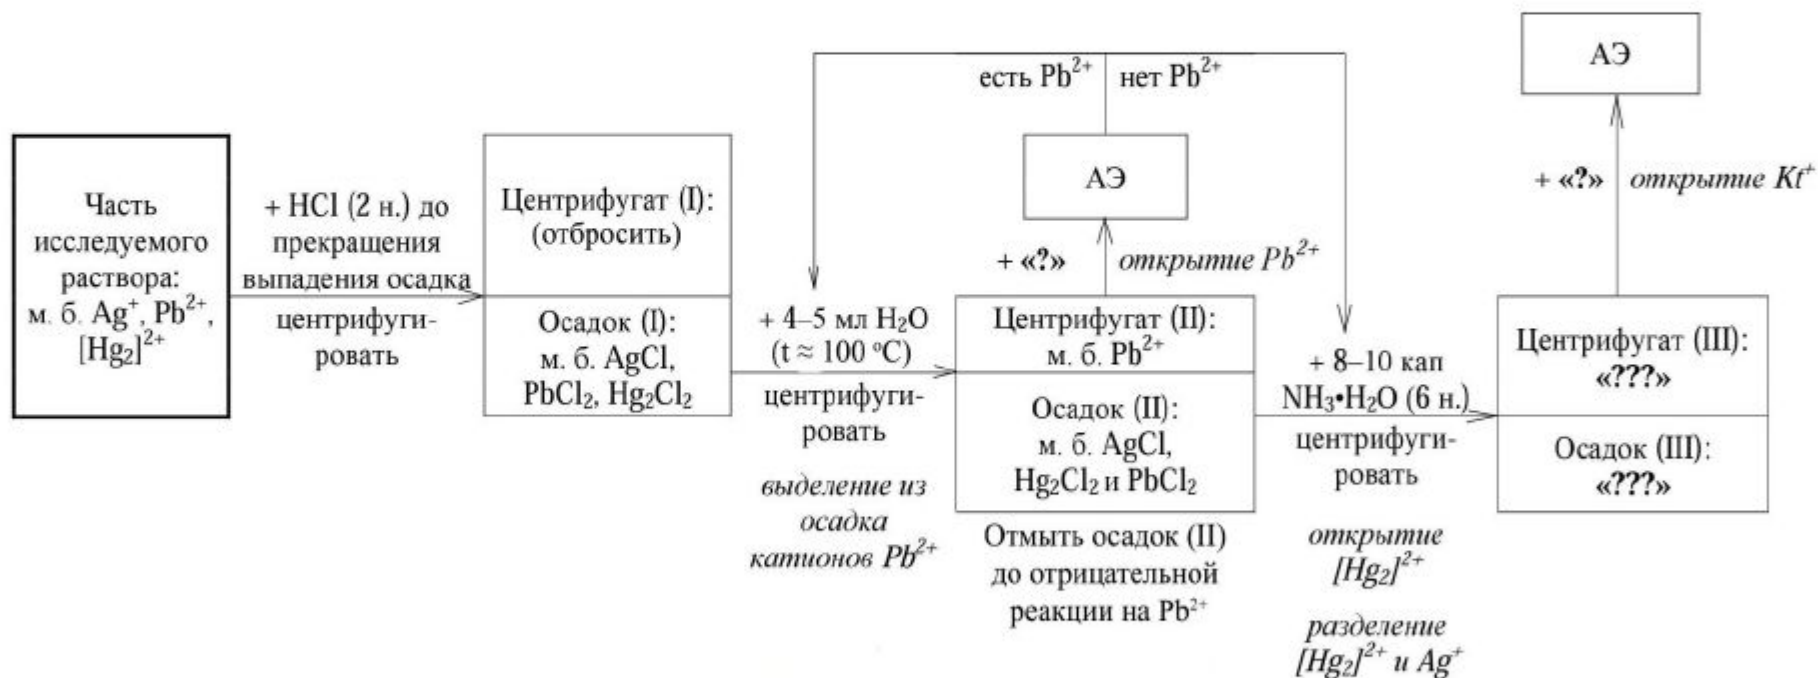 Часть
исследуемого
раствора:
м. б. Ag⁺, Pb²⁺,
[Hg₂]²⁺
+ HCl (2 н.) до
прекращения
выпадения осадка
центрифуги-
ровать
Центрифугат (I):
(отбросить)
Осадок (I):
м. б. AgCl,
PbCl₂, Hg₂Cl₂
+ 4–5 мл H₂O
(t ≈ 100 °C)
центрифуги-
ровать
выделение из
осадка
катионов Pb²⁺
есть Pb²⁺
нет Pb²⁺
АЭ
+ «?»
открытие Pb²⁺
Центрифугат (II):
м. б. Pb²⁺
Осадок (II):
м. б. AgCl,
Hg₂Cl₂ и PbCl₂
Отмыть осадок (II)
до отрицательной
реакции на Pb²⁺
+ 8–10 кап
NH₃•H₂O (6 н.)
центрифуги-
ровать
открытие
[Hg₂]²⁺
разделение
[Hg₂]²⁺ и Ag⁺
АЭ
+ «?»
открытие Kt⁺
Центрифугат (III):
«???»
Осадок (III):
«???»